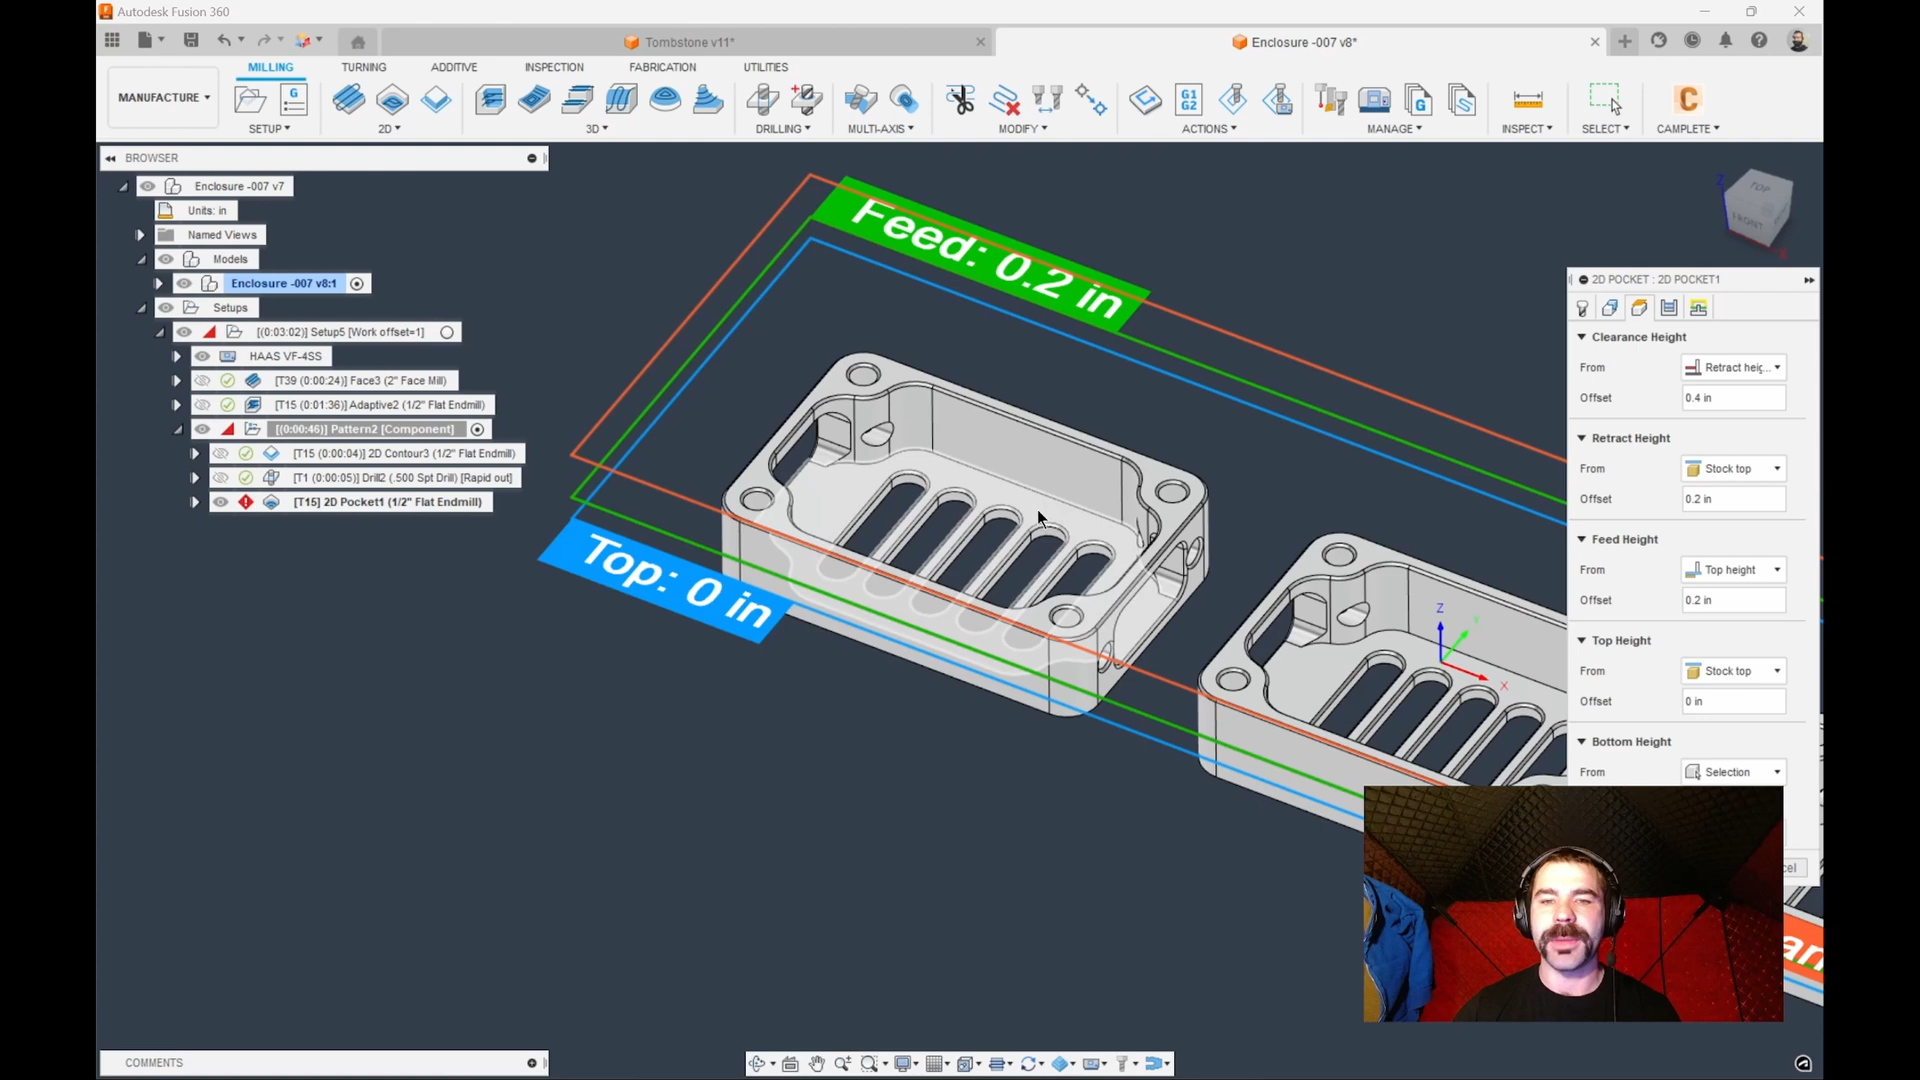 Autodesk Fusion 360
Tombstone v11*
Enclosure -007 v8*
MILLING TURNING ADDITIVE INSPECTION FABRICATION UTILITIES
MANUFACTURE
G
G1
G2
G
C
SETUP 2D 3D DRILLING MULTI-AXIS MODIFY ACTIONS MANAGE INSPECT SELECT CAMPLETE
BROWSER
Enclosure -007 v7
Units: in
Named Views
Models
Enclosure -007 v8:1
Setups
[(0:03:02)] Setup5 [Work offset=1]
HAAS VF-4SS
[T39 (0:00:24)] Face3 (2" Face Mill)
[T15 (0:01:36)] Adaptive2 (1/2" Flat Endmill)
[(0:00:46)] Pattern2 [Component]
[T15 (0:00:04)] 2D Contour3 (1/2" Flat Endmill)
[T1 (0:00:05)] Drill2 (.500 Spt Drill) [Rapid out]
[T15] 2D Pocket1 (1/2" Flat Endmill)
Feed: 0.2 in
Top: 0 in
Z
X
TOP
FRONT
Z
X
2D POCKET : 2D POCKET1
Clearance Height
From Retract heig...
Offset 0.4 in
Retract Height
From Stock top
Offset 0.2 in
Feed Height
From Top height
Offset 0.2 in
Top Height
From Stock top
Offset 0 in
Bottom Height
From Selection
COMMENTS